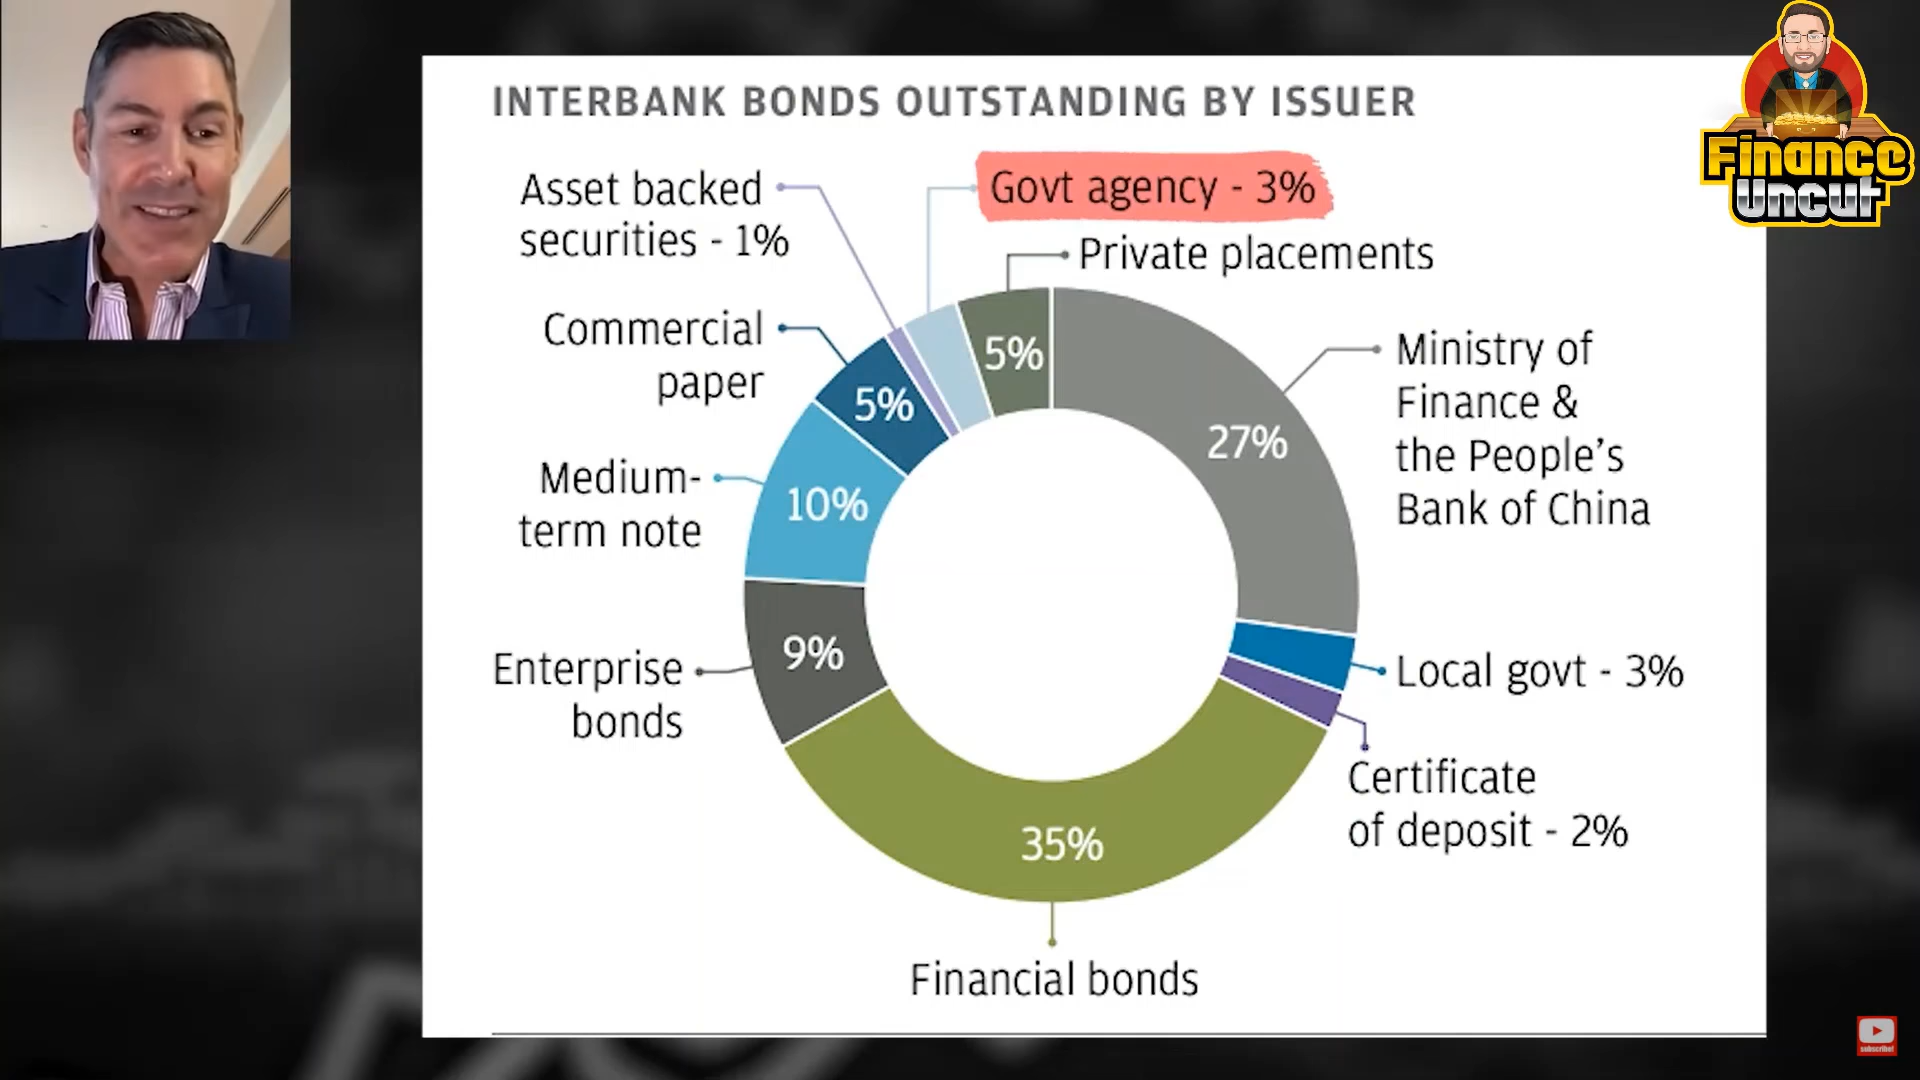 INTERBANK BONDS OUTSTANDING BY ISSUER
Asset backed
securities - 1%
Govt agency - 3%
Private placements
5%
Commercial
paper
5%
Ministry of
Finance &
the People's
Bank of China
27%
Medium-
term note
10%
Enterprise
bonds
9%
Local govt - 3%
Certificate
of deposit - 2%
35%
Financial bonds
Finance
Uncut
subscribe!